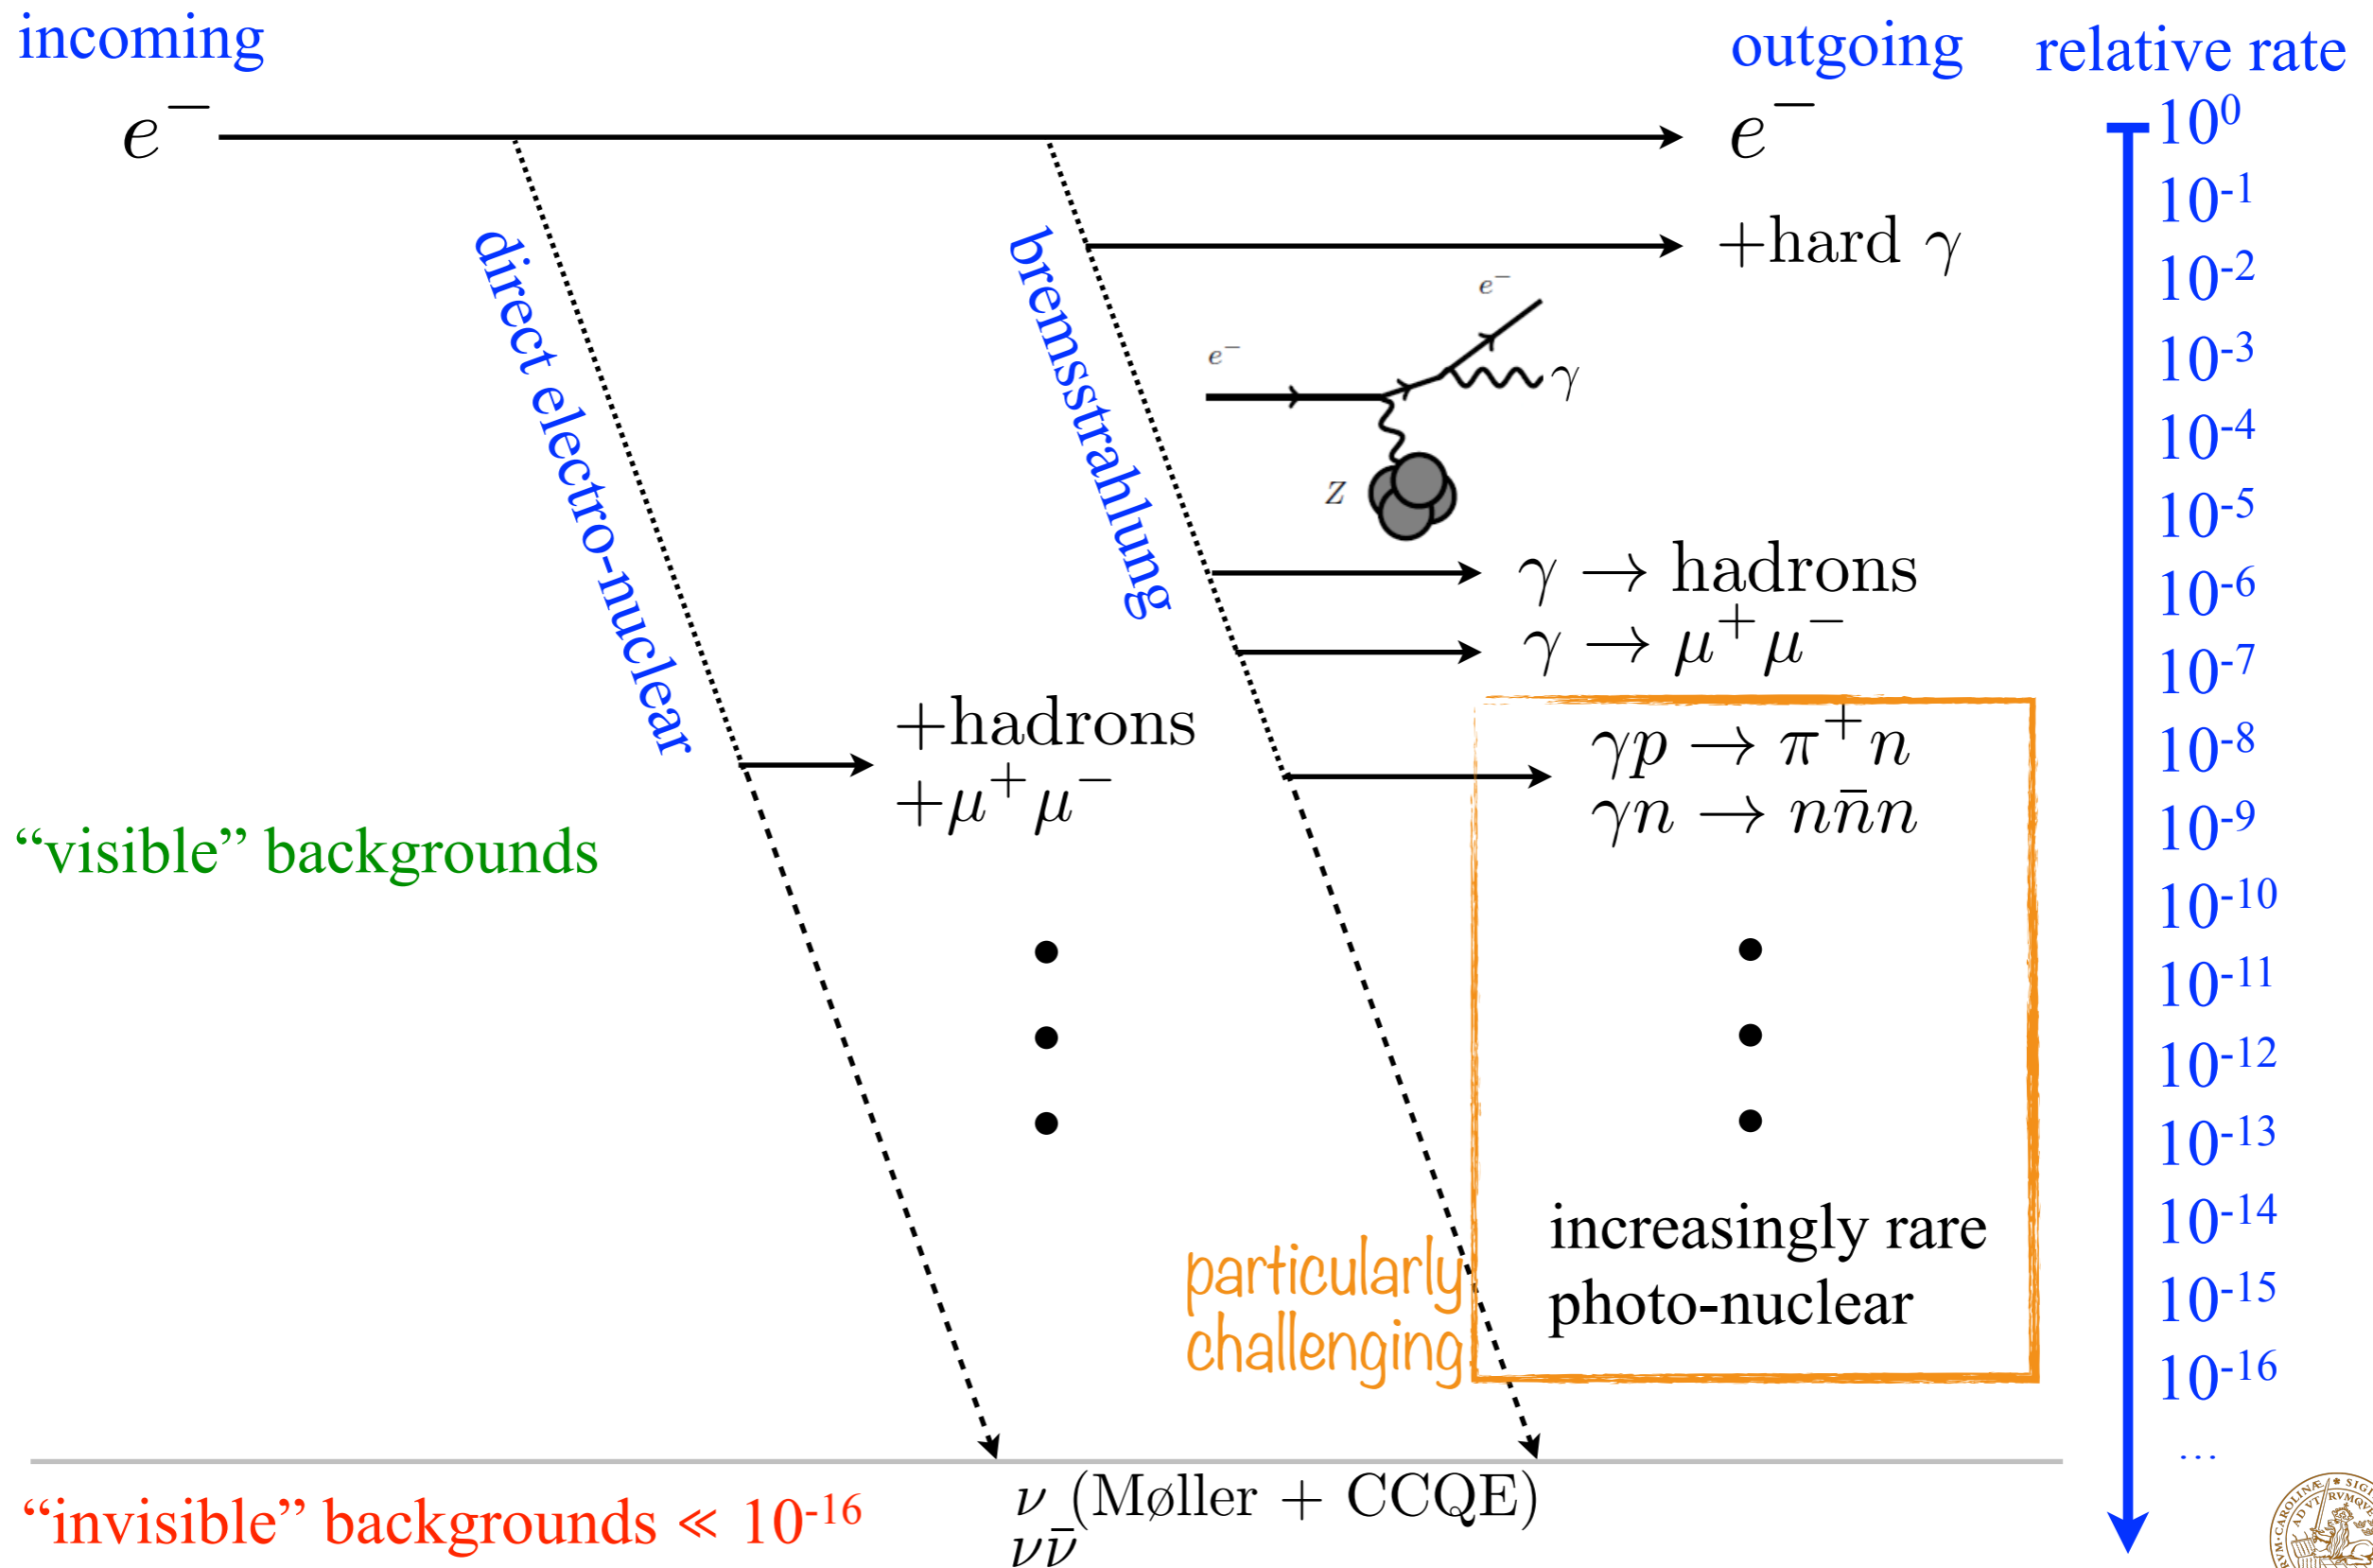 incoming
outgoing
relative rate
e⁻
e⁻
10⁰
10⁻¹
+hard γ
10⁻²
e⁻
10⁻³
e⁻
γ
10⁻⁴
Z
10⁻⁵
direct electro-nuclear
bremsstrahlung
γ → hadrons
10⁻⁶
γ → μ⁺μ⁻
10⁻⁷
+hadrons
+μ⁺μ⁻
γp → π⁺n
γn → nn̄n
10⁻⁸
10⁻⁹
“visible” backgrounds
10⁻¹⁰
10⁻¹¹
10⁻¹²
10⁻¹³
10⁻¹⁴
increasingly rare
photo-nuclear
particularly
challenging
10⁻¹⁵
10⁻¹⁶
...
“invisible” backgrounds ≪ 10⁻¹⁶
ν (Møller + CCQE)
νν̄